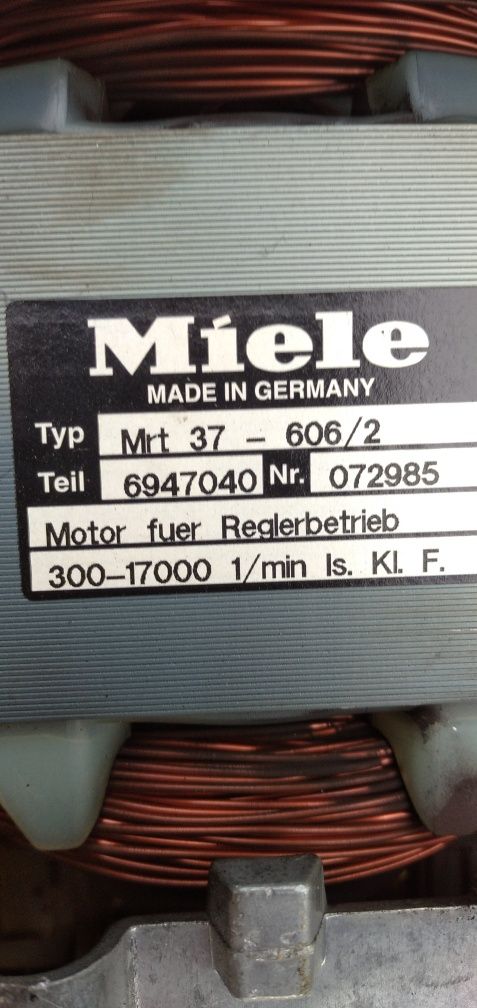 Miele
MADE IN GERMANY
Typ Mrt 37 - 606/2
Teil 6947040 Nr. 072985
Motor fuer Reglerbetrieb
300-17000 1/min Is. Kl. F.